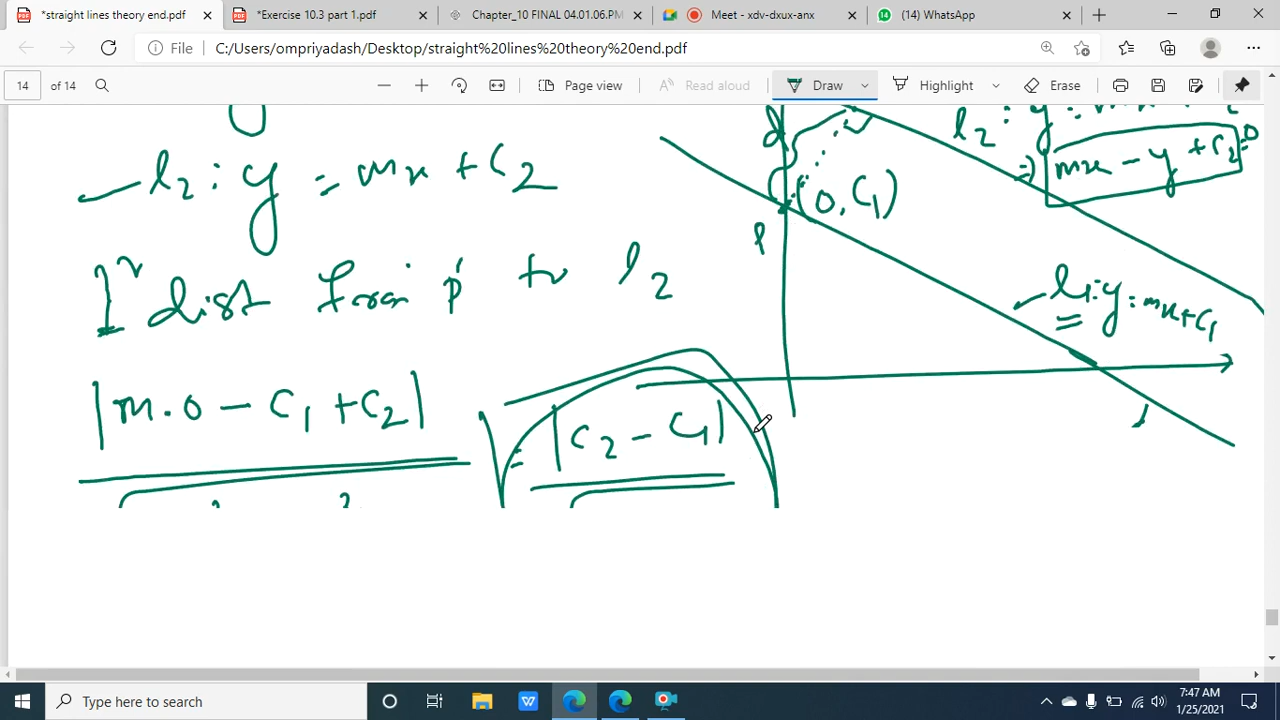 *straight lines theory end.pdf
*Exercise 10.3 part 1.pdf
Chapter_10 FINAL 04.01.06.PM
Meet - xdv-dxux-anx
(14) WhatsApp
File C:/Users/ompriyadash/Desktop/straight%20lines%20theory%20end.pdf
14 of 14 Page view Read aloud Draw Highlight Erase
l2 : y = mx + C2
d
l2 : y
⇒ mx - y + C2 = 0
(0, C1)
P
l1 : y = mx + C1
dist from P to l2
|m.0 - C1 + C2|
= |C2 - C1|
Type here to search
7:47 AM
1/25/2021